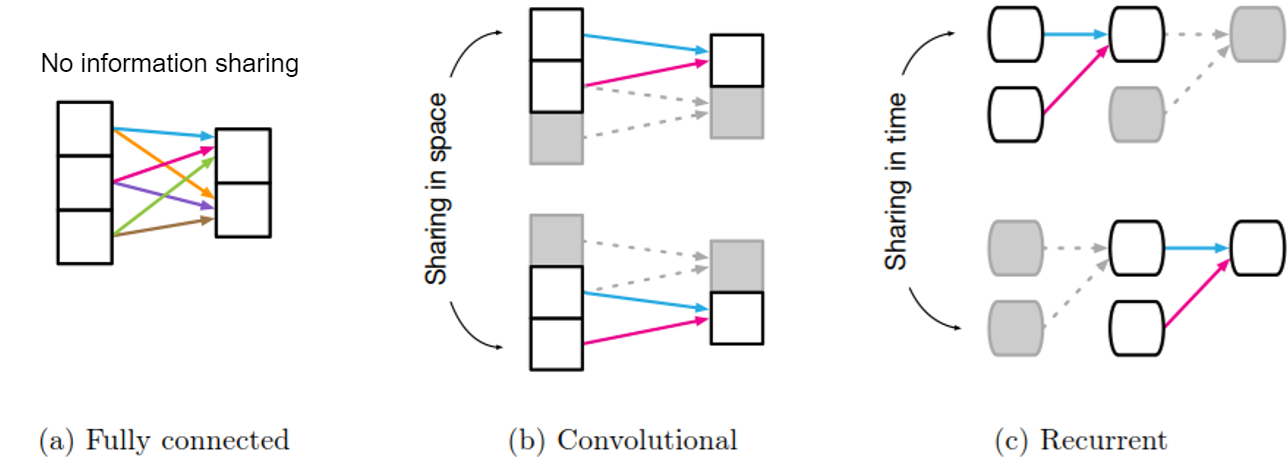 No information sharing
Sharing in space
Sharing in time
(a) Fully connected
(b) Convolutional
(c) Recurrent